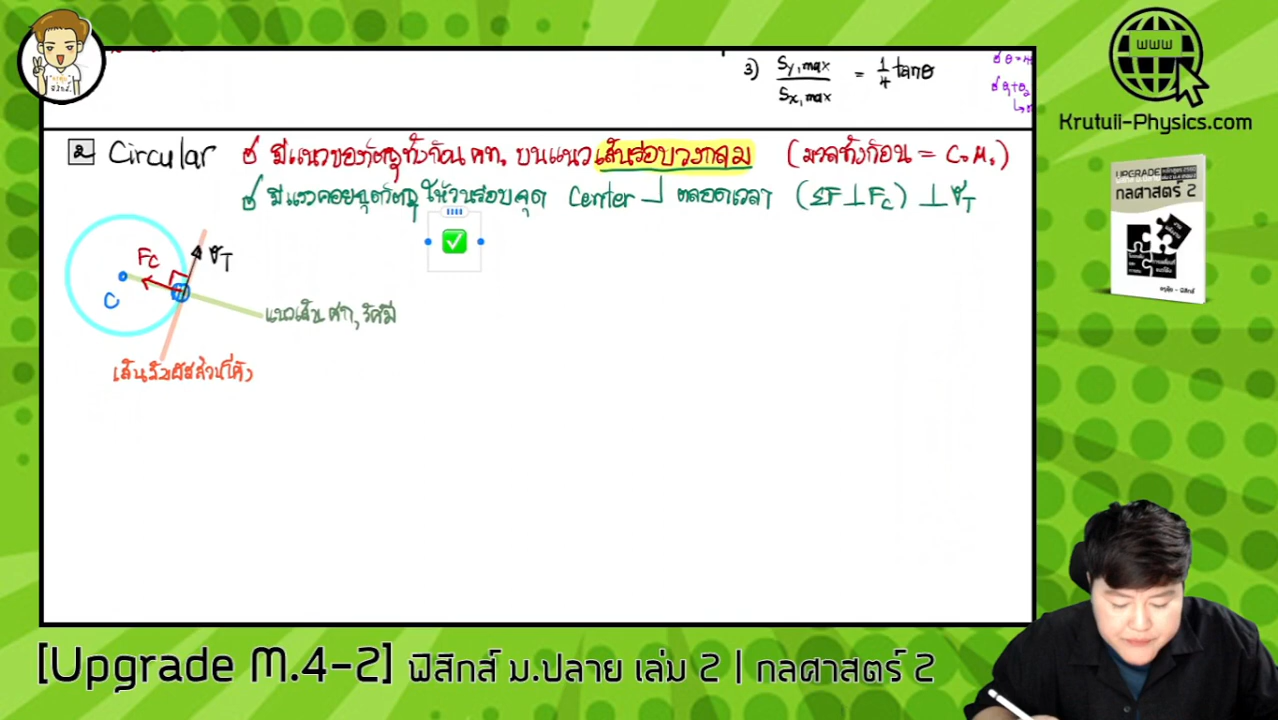 www
Krutuii-Physics.com
3) Sy,max / Sx,max = 1/4 tanθ
2 Circular มีแนวของวัตถุทั้งก้อน คท. บนแนวเส้นรอบวงกลม (มวลทั้งก้อน = C.M.)
มีแรงคอยฉุดวัตถุให้วนรอบจุด Center ตลอดเวลา (ΣF ⊥ Fc) ⊥ vT
Fc
vT
C
แนวเส้น ศก, รัศมี
เส้นสัมผัสส่วนโค้ง
UPGRADE
กลศาสตร์ 2
[Upgrade M.4-2] ฟิสิกส์ ม.ปลาย เล่ม 2 | กลศาสตร์ 2